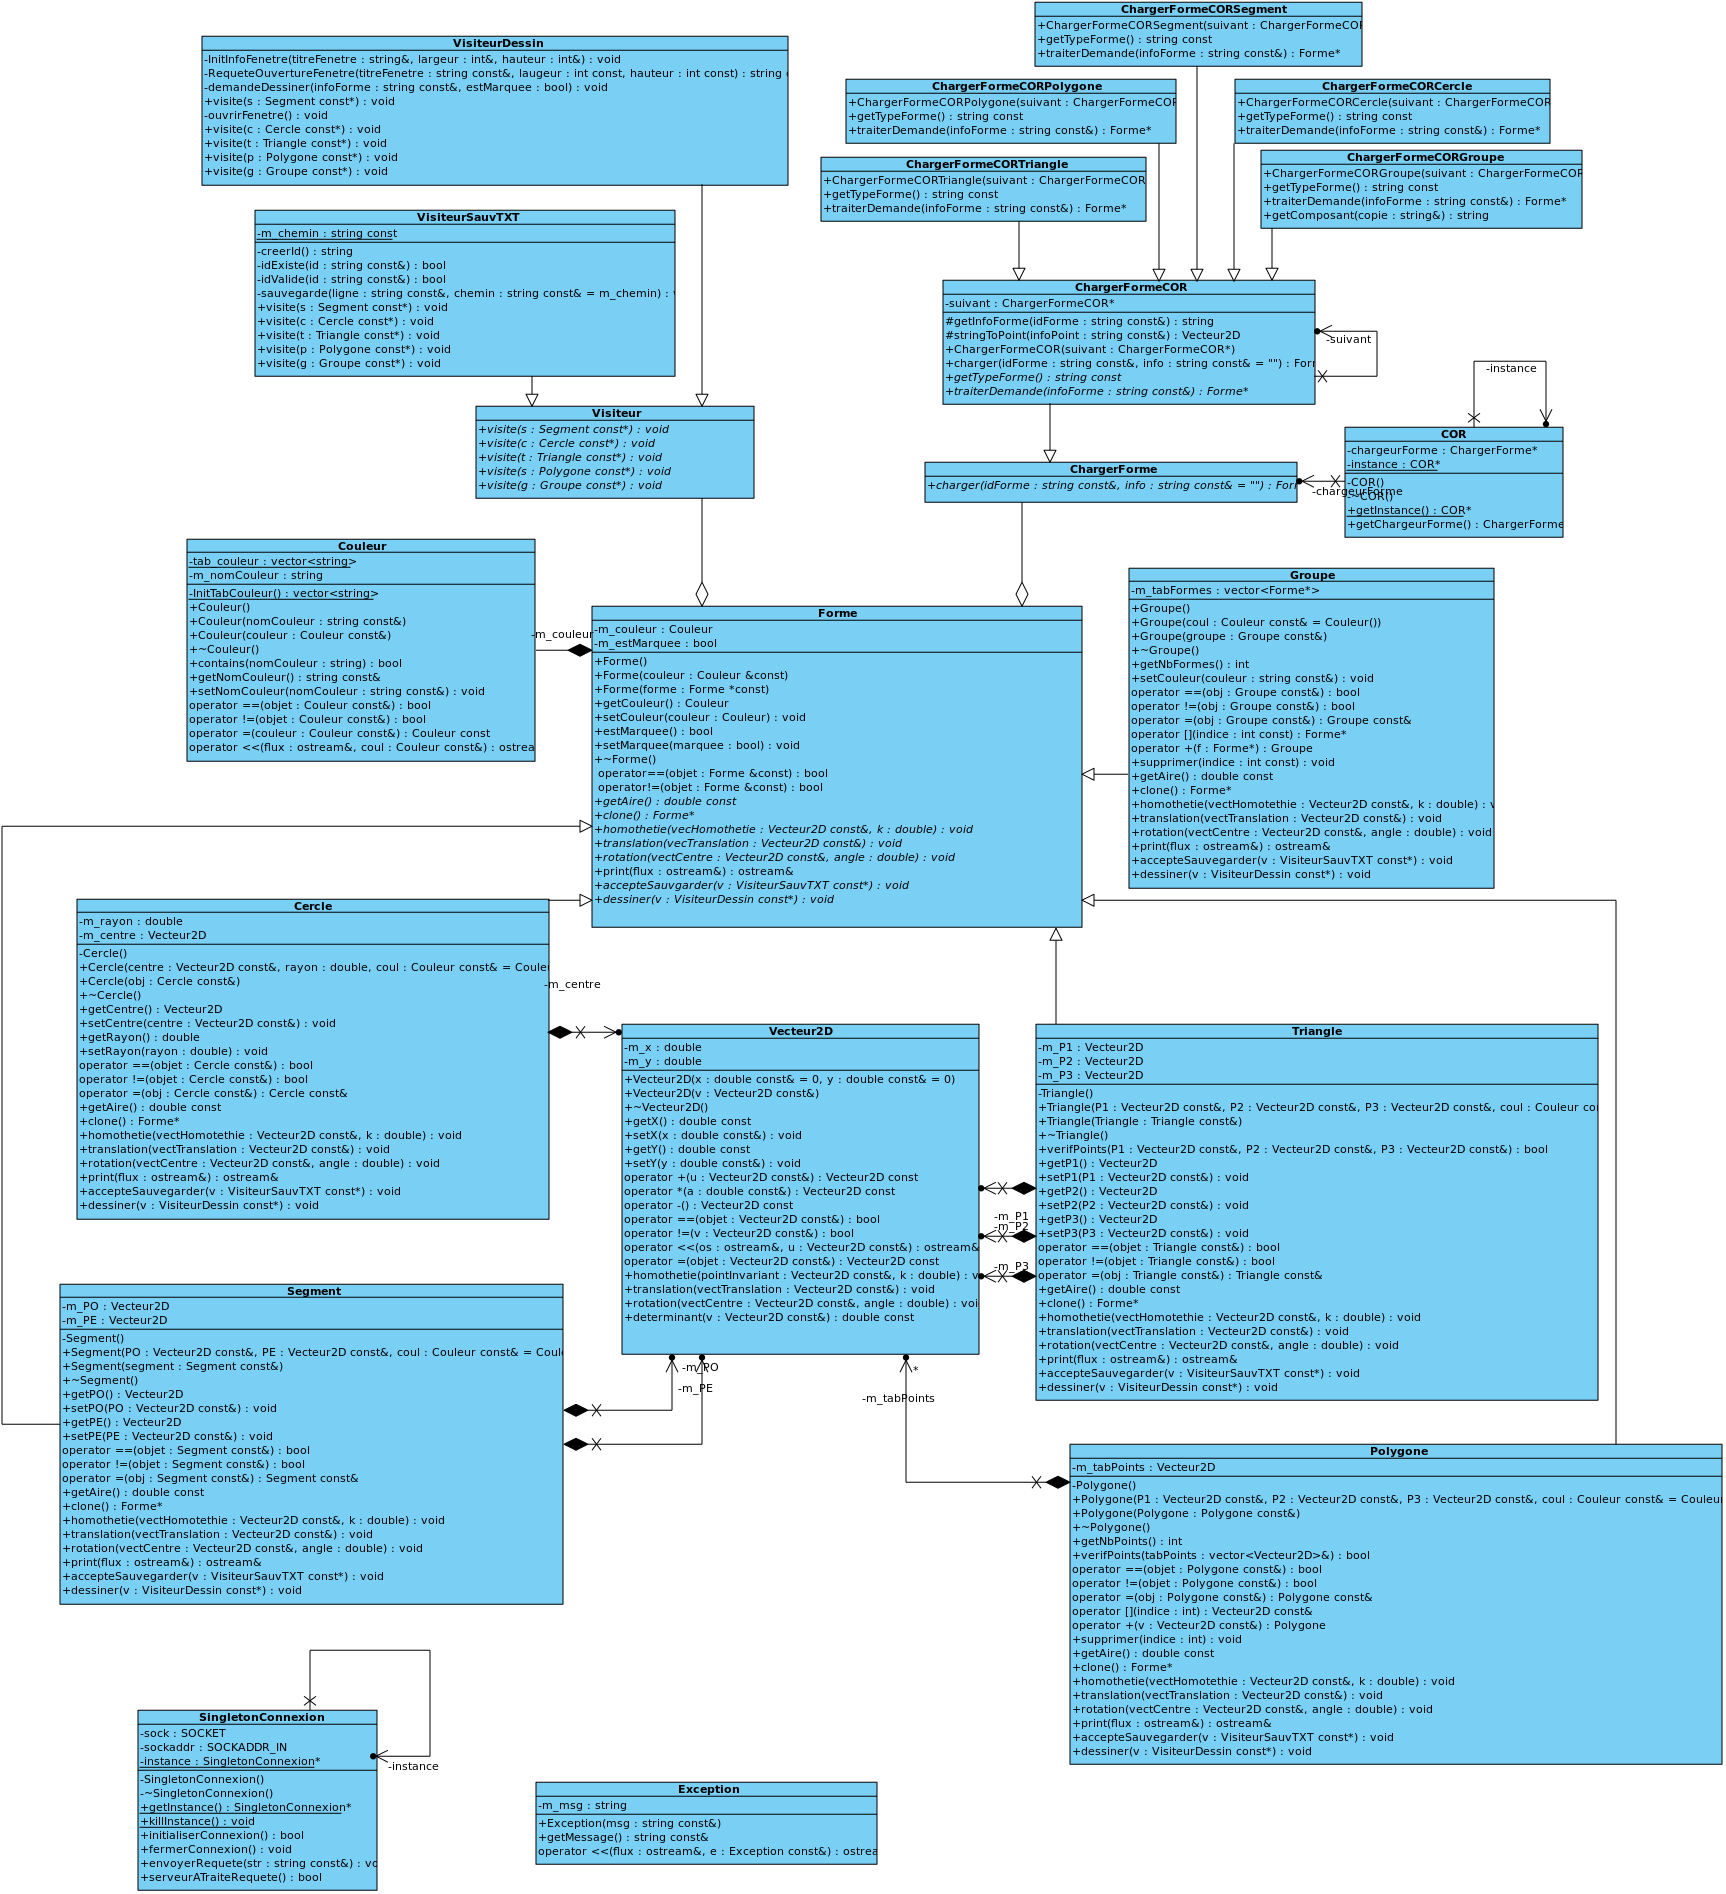 ChargerFormeCORSegment
+ChargerFormeCORSegment(suivant : ChargerFormeCOR
+getTypeForme() : string const
+traiterDemande(infoForme : string const&) : Forme*
VisiteurDessin
-InitInfoFenetre(titreFenetre : string&, largeur : int&, hauteur : int&) : void
-RequeteOuvertureFenetre(titreFenetre : string const&, laugeur : int const, hauteur : int const) : string
-demandeDessiner(infoForme : string const&, estMarquee : bool) : void
+visite(s : Segment const*) : void
-ouvrirFenetre() : void
+visite(c : Cercle const*) : void
+visite(t : Triangle const*) : void
+visite(p : Polygone const*) : void
+visite(g : Groupe const*) : void
ChargerFormeCORPolygone
+ChargerFormeCORPolygone(suivant : ChargerFormeCOR
+getTypeForme() : string const
+traiterDemande(infoForme : string const&) : Forme*
ChargerFormeCORCercle
+ChargerFormeCORCercle(suivant : ChargerFormeCOR
+getTypeForme() : string const
+traiterDemande(infoForme : string const&) : Forme*
ChargerFormeCORTriangle
+ChargerFormeCORTriangle(suivant : ChargerFormeCOR
+getTypeForme() : string const
+traiterDemande(infoForme : string const&) : Forme*
ChargerFormeCORGroupe
+ChargerFormeCORGroupe(suivant : ChargerFormeCOR
+getTypeForme() : string const
+traiterDemande(infoForme : string const&) : Forme*
+getComposant(copie : string&) : string
VisiteurSauvTXT
-m_chemin : string const
-creerId() : string
-idExiste(id : string const&) : bool
-idValide(id : string const&) : bool
-sauvegarde(ligne : string const&, chemin : string const& = m_chemin) :
+visite(s : Segment const*) : void
+visite(c : Cercle const*) : void
+visite(t : Triangle const*) : void
+visite(p : Polygone const*) : void
+visite(g : Groupe const*) : void
ChargerFormeCOR
-suivant : ChargerFormeCOR*
#getInfoForme(idForme : string const&) : string
#stringToPoint(infoPoint : string const&) : Vecteur2D
+ChargerFormeCOR(suivant : ChargerFormeCOR*)
+charger(idForme : string const&, info : string const& = "") : Forr
+getTypeForme() : string const
+traiterDemande(infoForme : string const&) : Forme*
-suivant
-instance
Visiteur
+visite(s : Segment const*) : void
+visite(c : Cercle const*) : void
+visite(t : Triangle const*) : void
+visite(s : Polygone const*) : void
+visite(g : Groupe const*) : void
COR
-chargeurForme : ChargerForme*
-instance : COR*
-COR()
-~COR()
+getInstance() : COR*
+getChargeurForme() : ChargerForme
ChargerForme
+charger(idForme : string const&, info : string const& = "") : Forr
-chargeurForme
Couleur
-tab_couleur : vector<string>
-m_nomCouleur : string
-InitTabCouleur() : vector<string>
+Couleur()
+Couleur(nomCouleur : string const&)
+Couleur(couleur : Couleur const&)
+~Couleur()
+contains(nomCouleur : string) : bool
+getNomCouleur() : string const&
+setNomCouleur(nomCouleur : string const&) : void
operator ==(objet : Couleur const&) : bool
operator !=(objet : Couleur const&) : bool
operator =(couleur : Couleur const&) : Couleur const
operator <<(flux : ostream&, coul : Couleur const&) : ostrea
-m_couleur
Forme
-m_couleur : Couleur
-m_estMarquee : bool
+Forme()
+Forme(couleur : Couleur &const)
+Forme(forme : Forme *const)
+getCouleur() : Couleur
+setCouleur(couleur : Couleur) : void
+estMarquee() : bool
+setMarquee(marquee : bool) : void
+~Forme()
operator==(objet : Forme &const) : bool
operator!=(objet : Forme &const) : bool
+getAire() : double const
+clone() : Forme*
+homothetie(vecHomothetie : Vecteur2D const&, k : double) : void
+translation(vecTranslation : Vecteur2D const&) : void
+rotation(vectCentre : Vecteur2D const&, angle : double) : void
+print(flux : ostream&) : ostream&
+accepteSauvgarder(v : VisiteurSauvTXT const*) : void
+dessiner(v : VisiteurDessin const*) : void
Groupe
-m_tabFormes : vector<Forme*>
+Groupe()
+Groupe(coul : Couleur const& = Couleur())
+Groupe(groupe : Groupe const&)
+~Groupe()
+getNbFormes() : int
+setCouleur(couleur : string const&) : void
operator ==(obj : Groupe const&) : bool
operator !=(obj : Groupe const&) : bool
operator =(obj : Groupe const&) : Groupe const&
operator [](indice : int const) : Forme*
operator +(f : Forme*) : Groupe
+supprimer(indice : int const) : void
+getAire() : double const
+clone() : Forme*
+homothetie(vectHomotethie : Vecteur2D const&, k : double) : v
+translation(vectTranslation : Vecteur2D const&) : void
+rotation(vectCentre : Vecteur2D const&, angle : double) : void
+print(flux : ostream&) : ostream&
+accepteSauvegarder(v : VisiteurSauvTXT const*) : void
+dessiner(v : VisiteurDessin const*) : void
Cercle
-m_rayon : double
-m_centre : Vecteur2D
-Cercle()
+Cercle(centre : Vecteur2D const&, rayon : double, coul : Couleur const& = Couleu
+Cercle(obj : Cercle const&)
+~Cercle()
+getCentre() : Vecteur2D
+setCentre(centre : Vecteur2D const&) : void
+getRayon() : double
+setRayon(rayon : double) : void
operator ==(objet : Cercle const&) : bool
operator !=(objet : Cercle const&) : bool
operator =(obj : Cercle const&) : Cercle const&
+getAire() : double const
+clone() : Forme*
+homothetie(vectHomotethie : Vecteur2D const&, k : double) : void
+translation(vectTranslation : Vecteur2D const&) : void
+rotation(vectCentre : Vecteur2D const&, angle : double) : void
+print(flux : ostream&) : ostream&
+accepteSauvegarder(v : VisiteurSauvTXT const*) : void
+dessiner(v : VisiteurDessin const*) : void
-m_centre
Vecteur2D
-m_x : double
-m_y : double
+Vecteur2D(x : double const& = 0, y : double const& = 0)
+Vecteur2D(v : Vecteur2D const&)
+~Vecteur2D()
+getX() : double const
+setX(x : double const&) : void
+getY() : double const
+setY(y : double const&) : void
operator +(u : Vecteur2D const&) : Vecteur2D const
operator *(a : double const&) : Vecteur2D const
operator -() : Vecteur2D const
operator ==(objet : Vecteur2D const&) : bool
operator !=(v : Vecteur2D const&) : bool
operator <<(os : ostream&, u : Vecteur2D const&) : ostream&
operator =(objet : Vecteur2D const&) : Vecteur2D const
+homothetie(pointInvariant : Vecteur2D const&, k : double) : v
+translation(vectTranslation : Vecteur2D const&) : void
+rotation(vectCentre : Vecteur2D const&, angle : double) : voi
+determinant(v : Vecteur2D const&) : double const
Triangle
-m_P1 : Vecteur2D
-m_P2 : Vecteur2D
-m_P3 : Vecteur2D
-Triangle()
+Triangle(P1 : Vecteur2D const&, P2 : Vecteur2D const&, P3 : Vecteur2D const&, coul : Couleur co
+Triangle(Triangle : Triangle const&)
+~Triangle()
+verifPoints(P1 : Vecteur2D const&, P2 : Vecteur2D const&, P3 : Vecteur2D const&) : bool
+getP1() : Vecteur2D
+setP1(P1 : Vecteur2D const&) : void
+getP2() : Vecteur2D
+setP2(P2 : Vecteur2D const&) : void
+getP3() : Vecteur2D
+setP3(P3 : Vecteur2D const&) : void
operator ==(objet : Triangle const&) : bool
operator !=(objet : Triangle const&) : bool
operator =(obj : Triangle const&) : Triangle const&
+getAire() : double const
+clone() : Forme*
+homothetie(vectHomotethie : Vecteur2D const&, k : double) : void
+translation(vectTranslation : Vecteur2D const&) : void
+rotation(vectCentre : Vecteur2D const&, angle : double) : void
+print(flux : ostream&) : ostream&
+accepteSauvegarder(v : VisiteurSauvTXT const*) : void
+dessiner(v : VisiteurDessin const*) : void
-m_P1
-m_P2
-m_P3
Segment
-m_PO : Vecteur2D
-m_PE : Vecteur2D
-Segment()
+Segment(PO : Vecteur2D const&, PE : Vecteur2D const&, coul : Couleur const& = Coul
+Segment(segment : Segment const&)
+~Segment()
+getPO() : Vecteur2D
+setPO(PO : Vecteur2D const&) : void
+getPE() : Vecteur2D
+setPE(PE : Vecteur2D const&) : void
operator ==(objet : Segment const&) : bool
operator !=(objet : Segment const&) : bool
operator =(obj : Segment const&) : Segment const&
+getAire() : double const
+clone() : Forme*
+homothetie(vectHomotethie : Vecteur2D const&, k : double) : void
+translation(vectTranslation : Vecteur2D const&) : void
+rotation(vectCentre : Vecteur2D const&, angle : double) : void
+print(flux : ostream&) : ostream&
+accepteSauvegarder(v : VisiteurSauvTXT const*) : void
+dessiner(v : VisiteurDessin const*) : void
-m_PO
-m_PE
*
-m_tabPoints
Polygone
-m_tabPoints : Vecteur2D
-Polygone()
+Polygone(P1 : Vecteur2D const&, P2 : Vecteur2D const&, P3 : Vecteur2D const&, coul : Couleur const& = Couleur
+Polygone(Polygone : Polygone const&)
+~Polygone()
+getNbPoints() : int
+verifPoints(tabPoints : vector<Vecteur2D>&) : bool
operator ==(objet : Polygone const&) : bool
operator !=(objet : Polygone const&) : bool
operator =(obj : Polygone const&) : Polygone const&
operator [](indice : int) : Vecteur2D const&
operator +(v : Vecteur2D const&) : Polygone
+supprimer(indice : int) : void
+getAire() : double const
+clone() : Forme*
+homothetie(vectHomotethie : Vecteur2D const&, k : double) : void
+translation(vectTranslation : Vecteur2D const&) : void
+rotation(vectCentre : Vecteur2D const&, angle : double) : void
+print(flux : ostream&) : ostream&
+accepteSauvegarder(v : VisiteurSauvTXT const*) : void
+dessiner(v : VisiteurDessin const*) : void
SingletonConnexion
-sock : SOCKET
-sockaddr : SOCKADDR_IN
-instance : SingletonConnexion*
-SingletonConnexion()
-~SingletonConnexion()
+getInstance() : SingletonConnexion*
+killInstance() : void
+initialiserConnexion() : bool
+fermerConnexion() : void
+envoyerRequete(str : string const&) : vo
+serveurATraiteRequete() : bool
-instance
Exception
-m_msg : string
+Exception(msg : string const&)
+getMessage() : string const&
operator <<(flux : ostream&, e : Exception const&) : ostrea